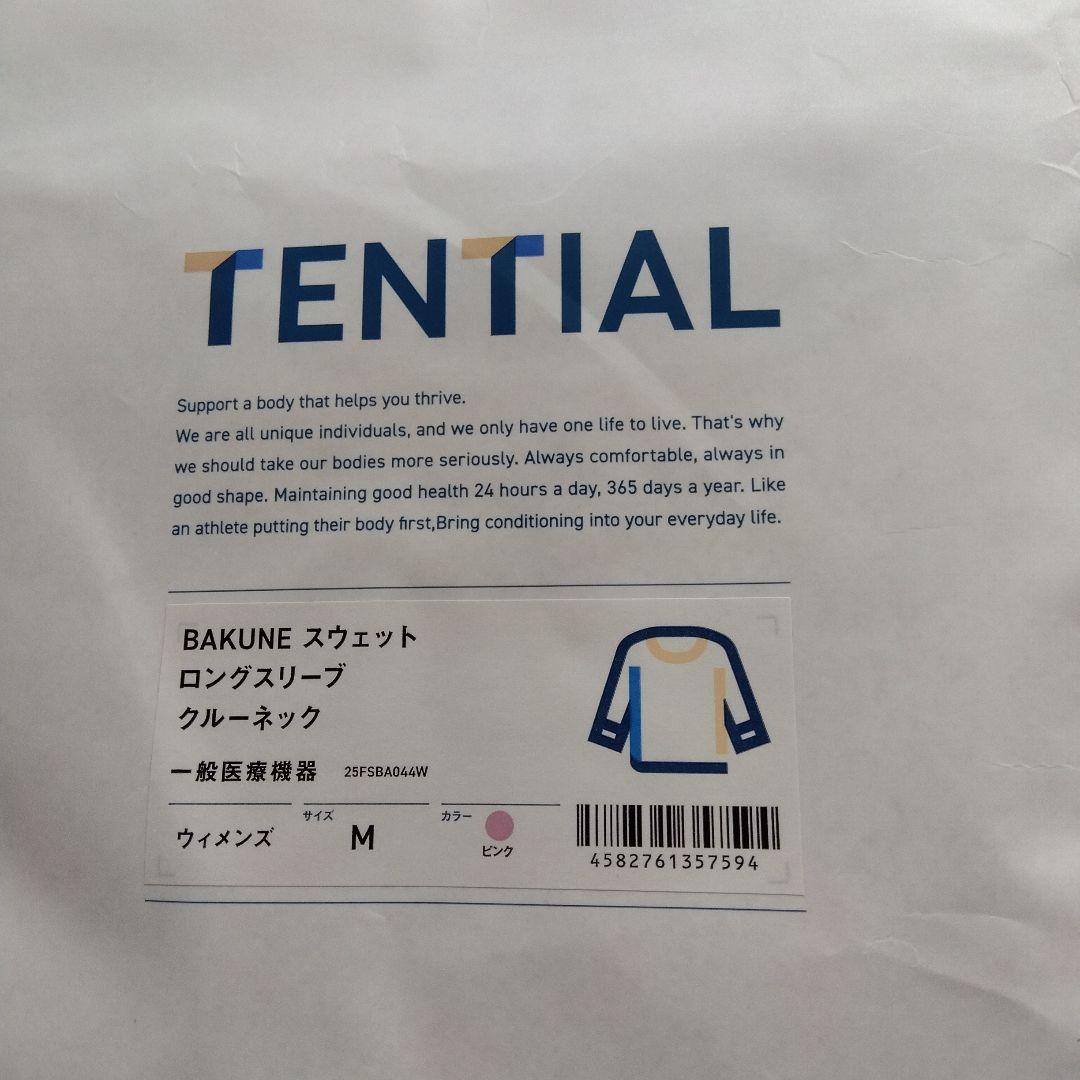 TENTIAL
Support a body that helps you thrive.
We are all unique individuals, and we only have one life to live. That's why
we should take our bodies more seriously. Always comfortable, always in
good shape. Maintaining good health 24 hours a day, 365 days a year. Like
an athlete putting their body first,Bring conditioning into your everyday life.
BAKUNE スウェット
ロングスリーブ
クルーネック
一般医療機器 25FSBA044W
ウィメンズ サイズ M カラー ピンク
4582761357594